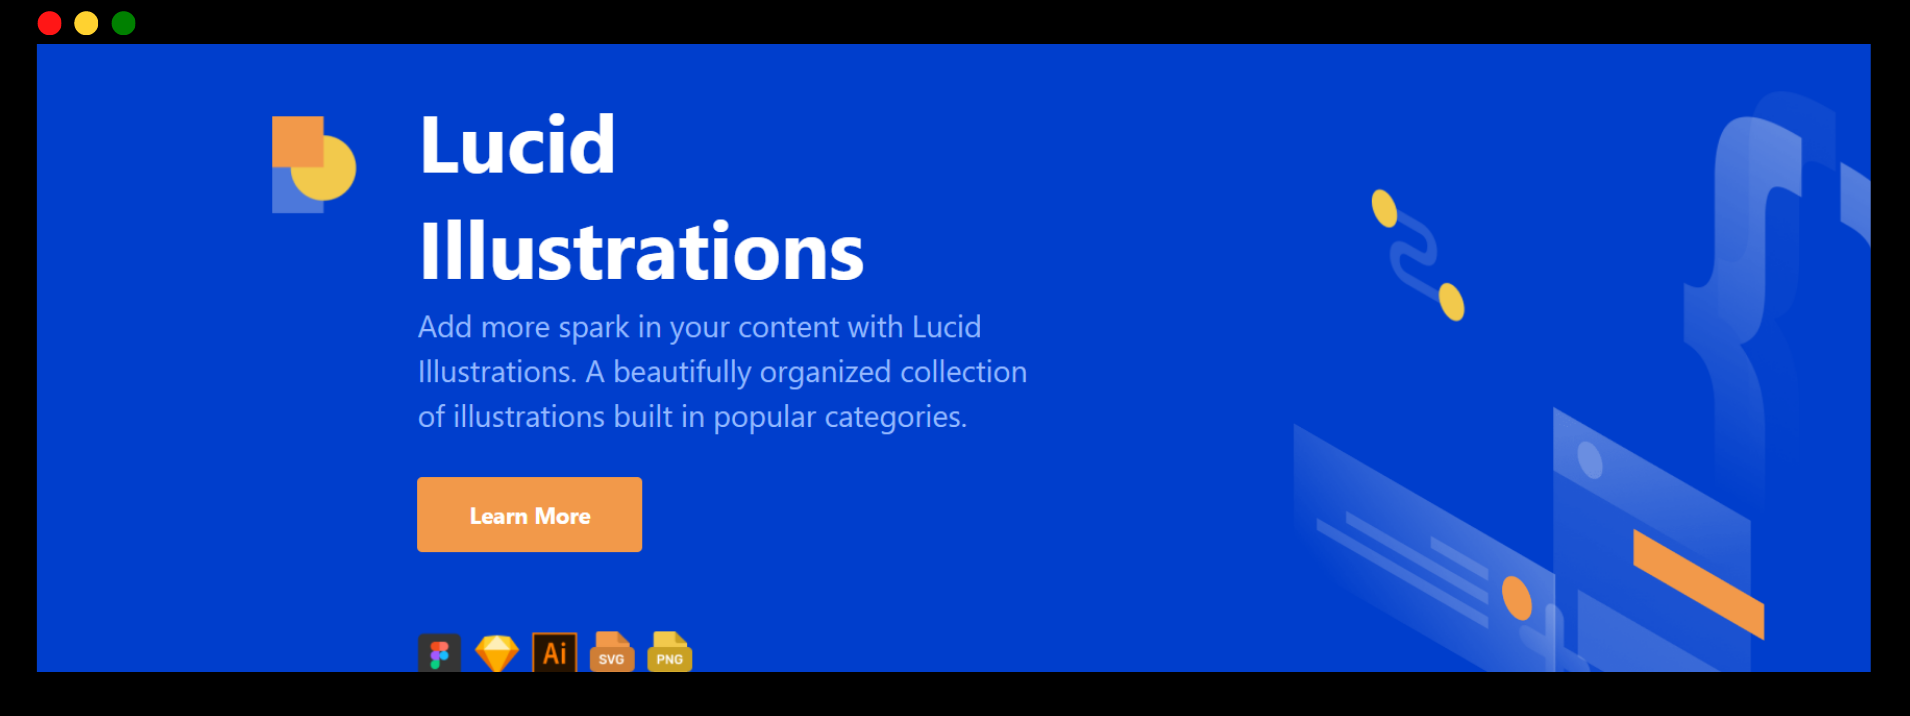 Lucid
Illustrations
Add more spark in your content with Lucid
Illustrations. A beautifully organized collection
of illustrations built in popular categories.
Learn More
Ai
SVG
PNG